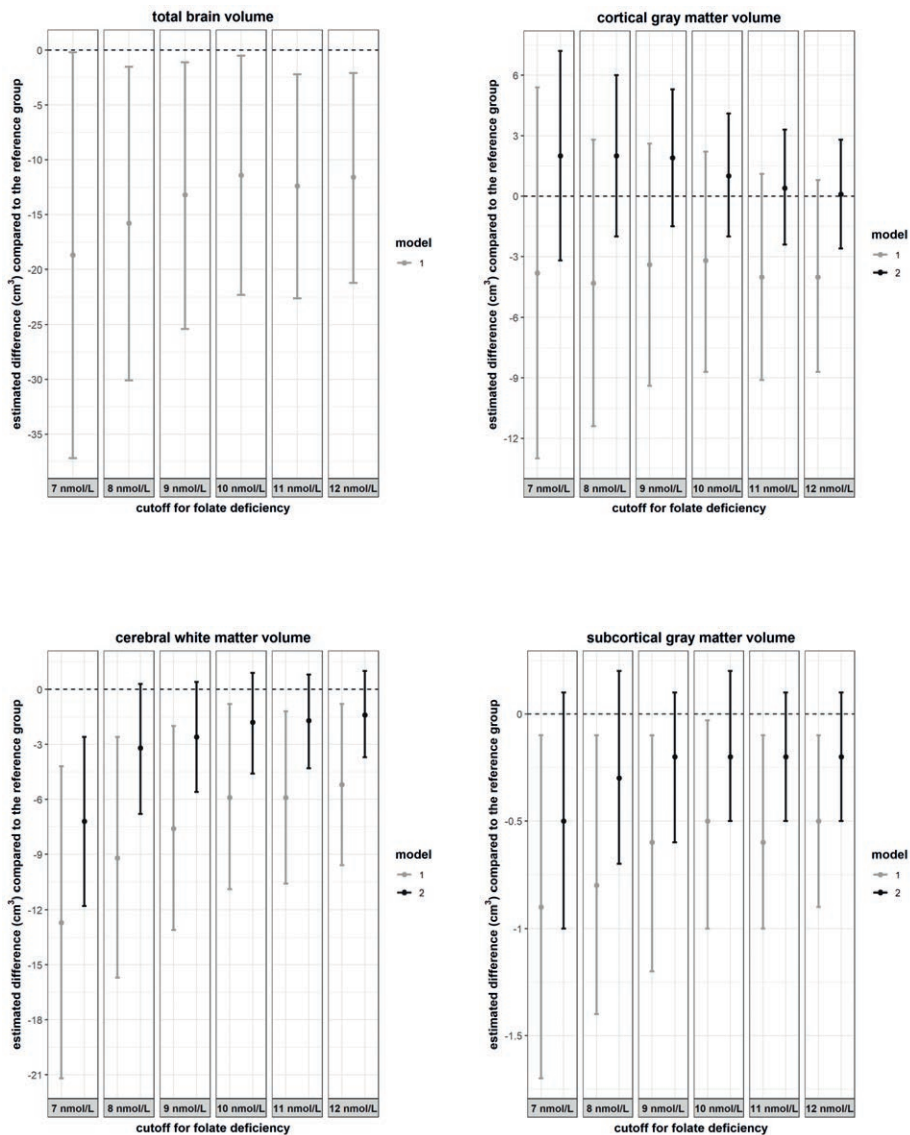 total brain volume
estimated difference (cm³) compared to the reference group
0
-5
-10
-15
-20
-25
-30
-35
7 nmol/L 8 nmol/L 9 nmol/L 10 nmol/L 11 nmol/L 12 nmol/L
cutoff for folate deficiency
model
1
cortical gray matter volume
estimated difference (cm³) compared to the reference group
6
3
0
-3
-6
-9
-12
7 nmol/L 8 nmol/L 9 nmol/L 10 nmol/L 11 nmol/L 12 nmol/L
cutoff for folate deficiency
model
1
2
cerebral white matter volume
estimated difference (cm³) compared to the reference group
0
-3
-6
-9
-12
-15
-18
-21
7 nmol/L 8 nmol/L 9 nmol/L 10 nmol/L 11 nmol/L 12 nmol/L
cutoff for folate deficiency
model
1
2
subcortical gray matter volume
estimated difference (cm³) compared to the reference group
0
-0.5
-1
-1.5
7 nmol/L 8 nmol/L 9 nmol/L 10 nmol/L 11 nmol/L 12 nmol/L
cutoff for folate deficiency
model
1
2